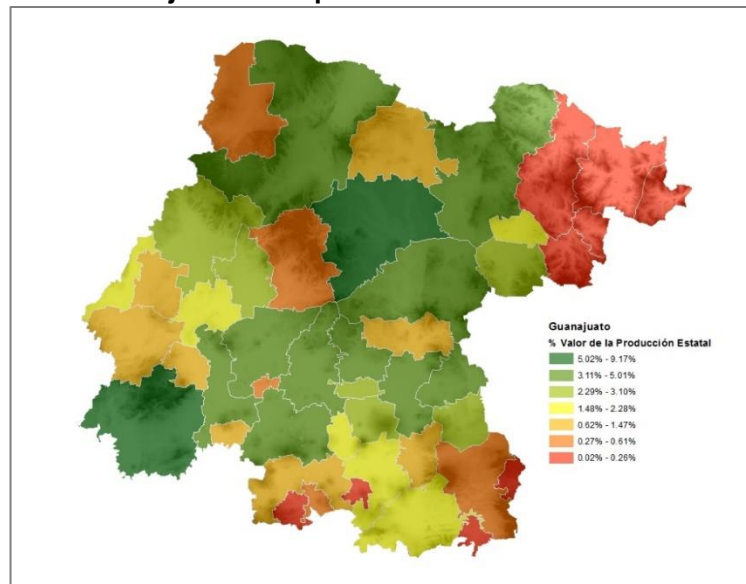 Guanajuato
% Valor de la Producción Estatal
5.02% - 9.17%
3.11% - 5.01%
2.29% - 3.10%
1.48% - 2.28%
0.62% - 1.47%
0.27% - 0.61%
0.02% - 0.26%